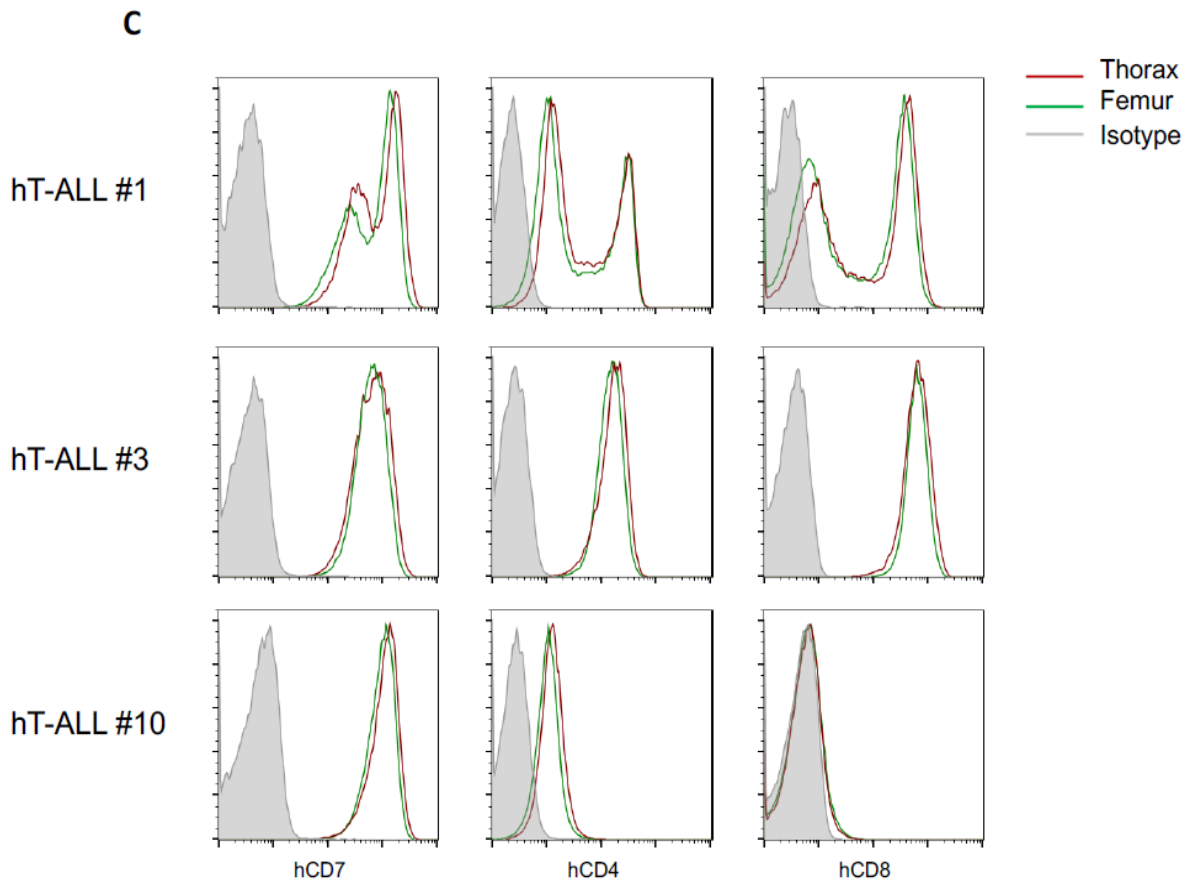 C
Thorax
Femur
Isotype
hT-ALL #1
hT-ALL #3
hT-ALL #10
hCD7 hCD4 hCD8